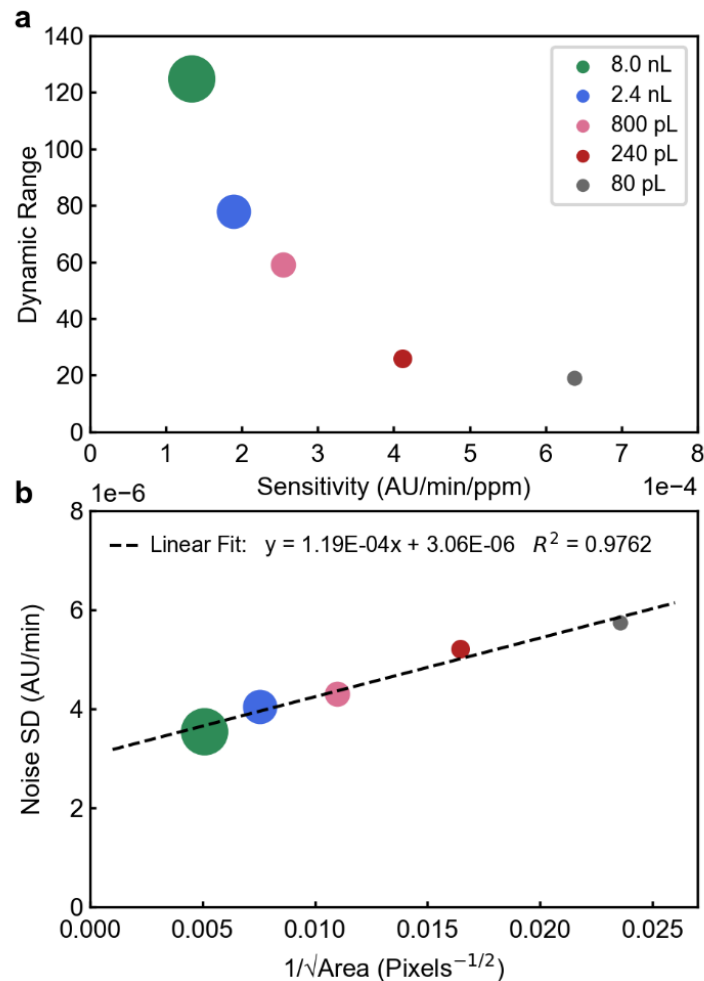 a
140
120
100
80
60
40
20
0
Dynamic Range
8.0 nL
2.4 nL
800 pL
240 pL
80 pL
0 1 2 3 4 5 6 7 8
Sensitivity (AU/min/ppm)
1e−4
b
1e−6
8
6
4
2
0
Noise SD (AU/min)
Linear Fit: y = 1.19E-04x + 3.06E-06 R² = 0.9762
0.000 0.005 0.010 0.015 0.020 0.025
1/√Area (Pixels⁻¹/²)